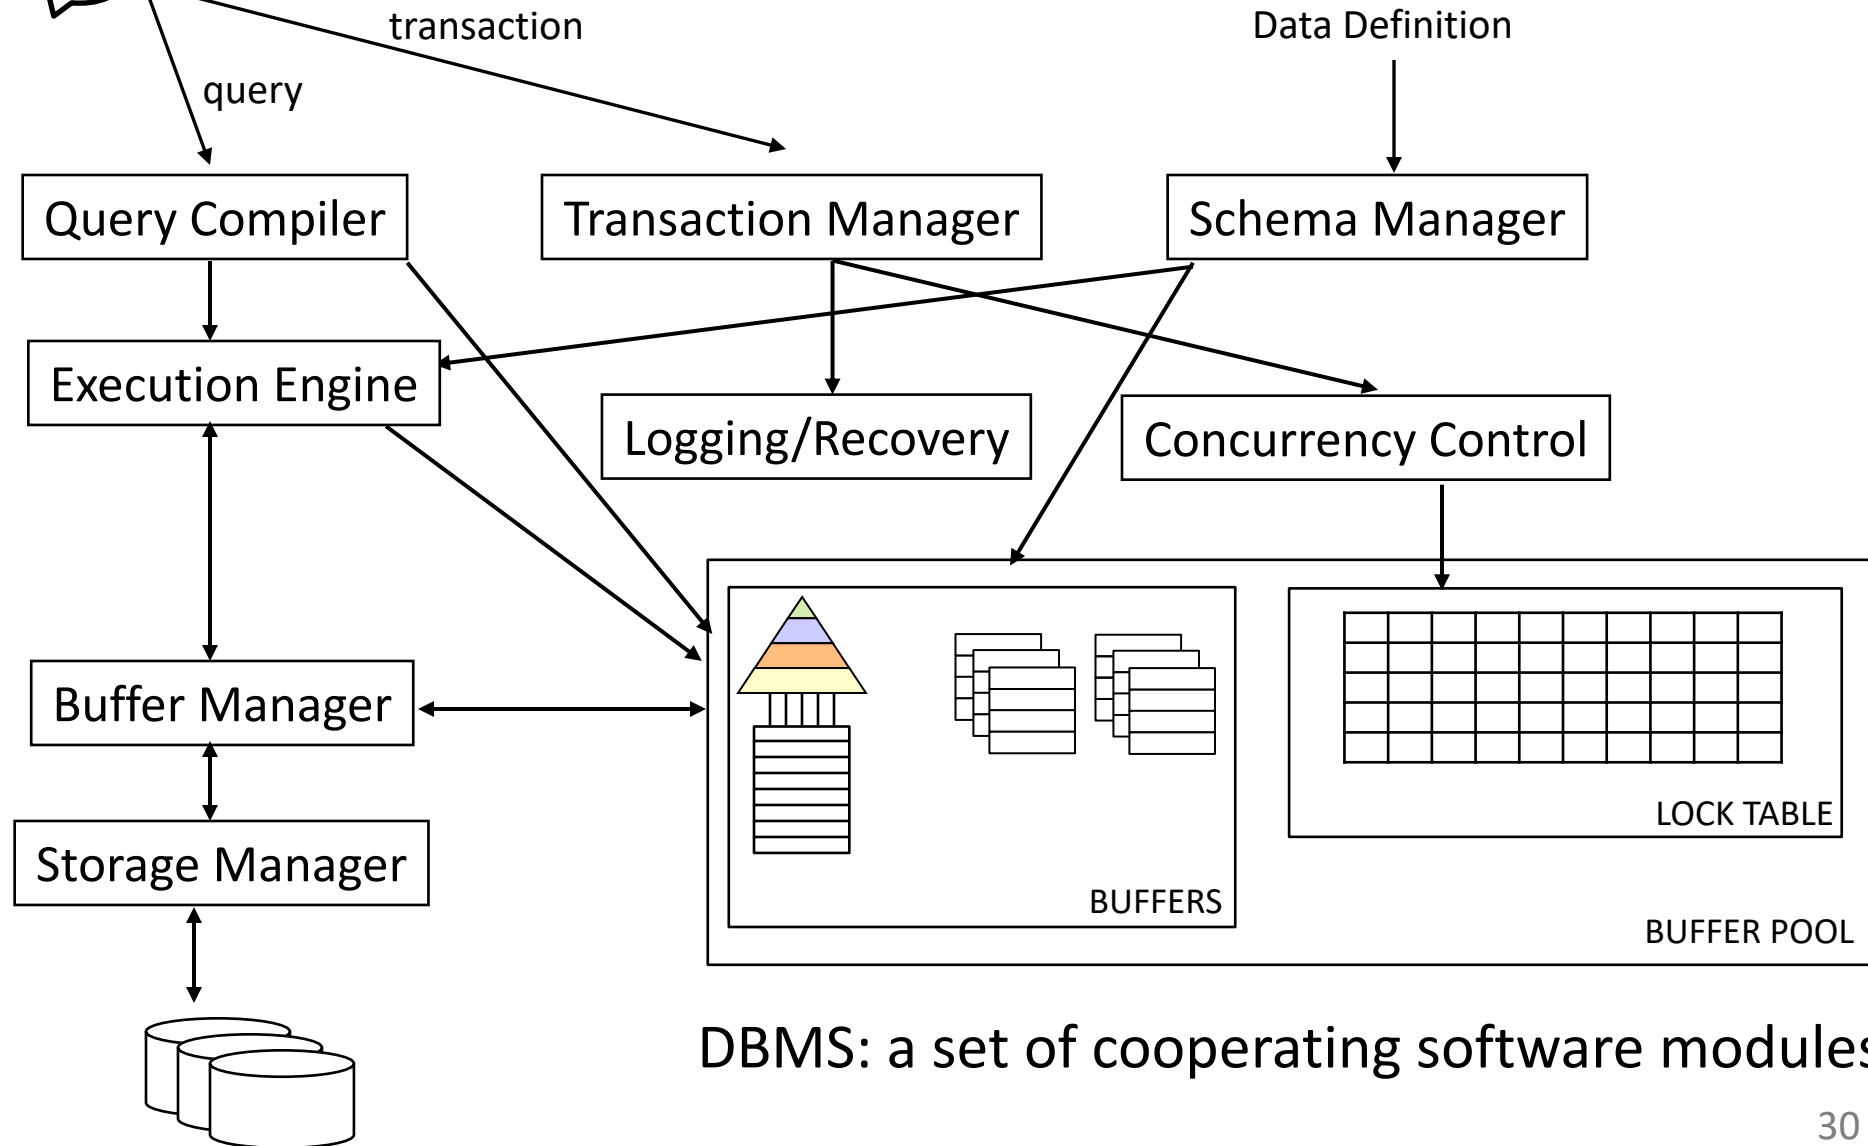 transaction
Data Definition
query
Query Compiler
Transaction Manager
Schema Manager
Execution Engine
Logging/Recovery
Concurrency Control
Buffer Manager
LOCK TABLE
Storage Manager
BUFFERS
BUFFER POOL
DBMS: a set of cooperating software modules
30